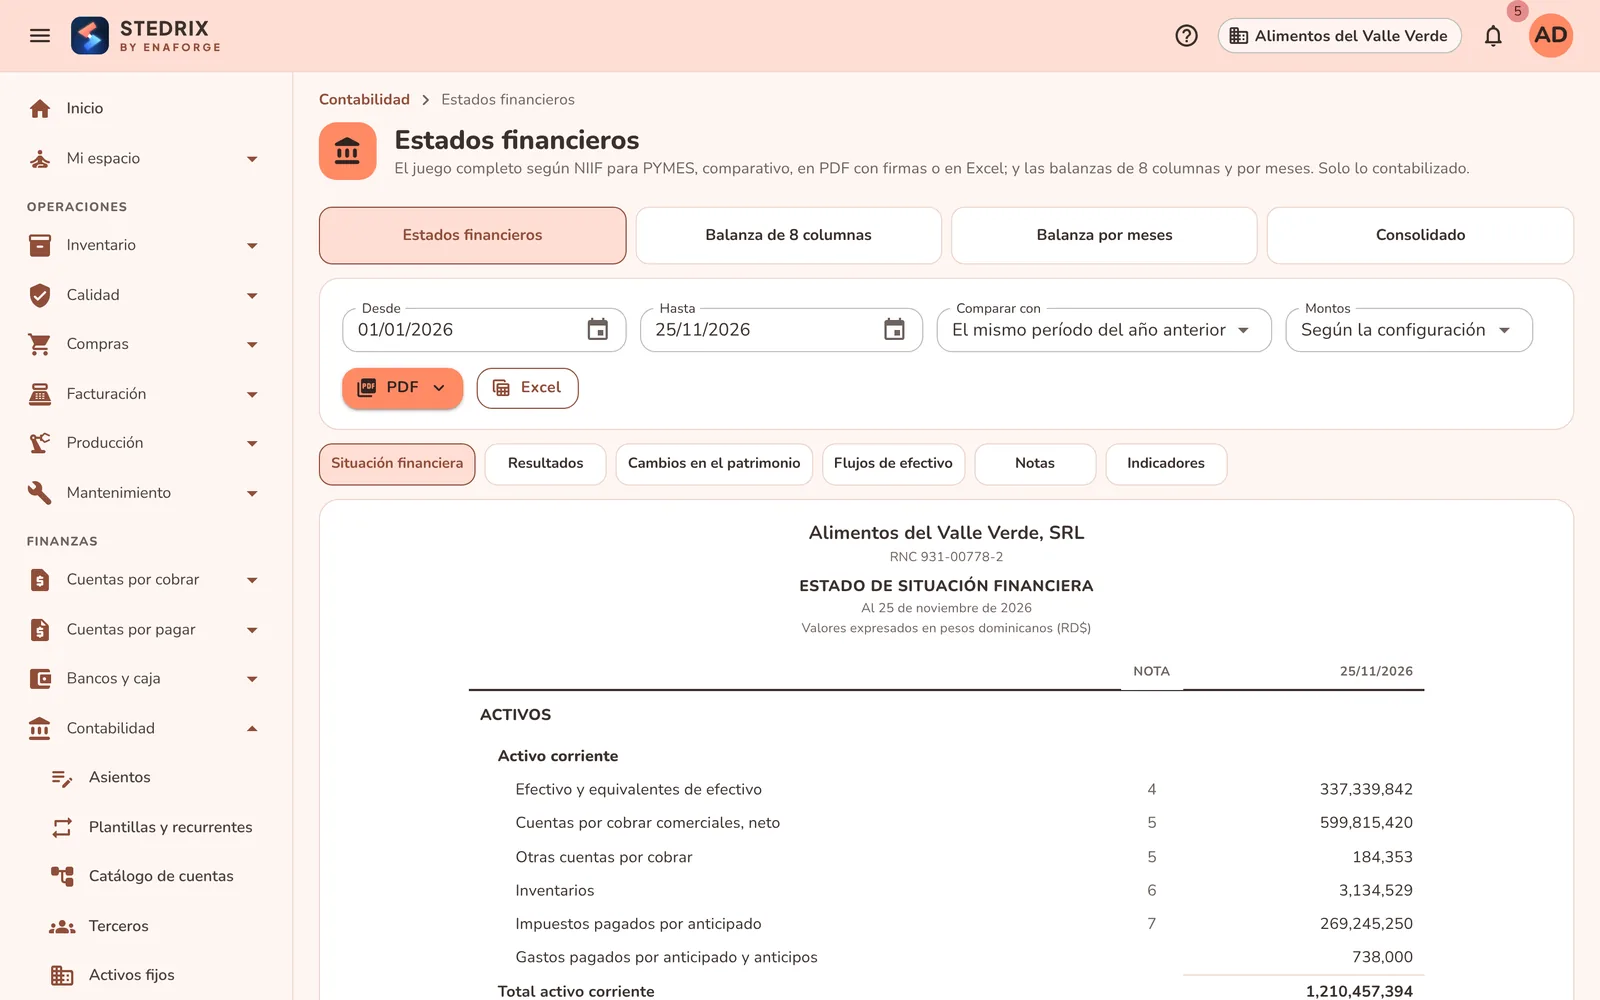 STEDRIX
BY ENAFORGE
Alimentos del Valle Verde
5
AD
Inicio
Mi espacio
OPERACIONES
Inventario
Calidad
Compras
Facturación
Producción
Mantenimiento
FINANZAS
Cuentas por cobrar
Cuentas por pagar
Bancos y caja
Contabilidad
Asientos
Plantillas y recurrentes
Catálogo de cuentas
Terceros
Activos fijos
Contabilidad > Estados financieros
Estados financieros
El juego completo según NIIF para PYMES, comparativo, en PDF con firmas o en Excel; y las balanzas de 8 columnas y por meses. Solo lo contabilizado.
Estados financieros Balanza de 8 columnas Balanza por meses Consolidado
Desde Hasta Comparar con Montos
01/01/2026 25/11/2026 El mismo período del año anterior Según la configuración
PDF Excel
Situación financiera Resultados Cambios en el patrimonio Flujos de efectivo Notas Indicadores
Alimentos del Valle Verde, SRL
RNC 931-00778-2
ESTADO DE SITUACIÓN FINANCIERA
Al 25 de noviembre de 2026
Valores expresados en pesos dominicanos (RD$)
NOTA 25/11/2026
ACTIVOS
Activo corriente
Efectivo y equivalentes de efectivo 4 337,339,842
Cuentas por cobrar comerciales, neto 5 599,815,420
Otras cuentas por cobrar 5 184,353
Inventarios 6 3,134,529
Impuestos pagados por anticipado 7 269,245,250
Gastos pagados por anticipado y anticipos 738,000
Total activo corriente 1,210,457,394